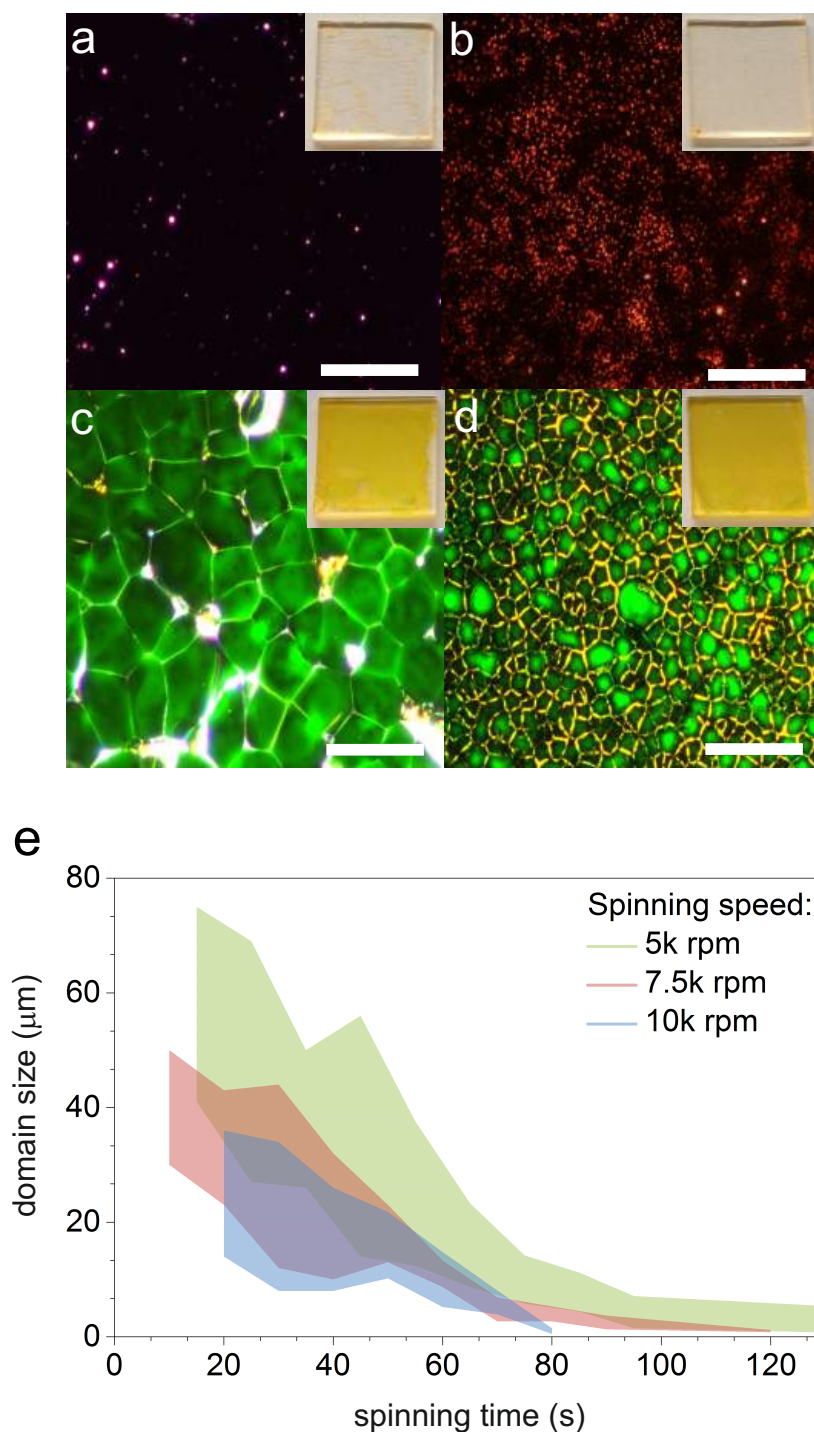 a
b
c
d
e
80
60
40
20
0
domain size (μm)
Spinning speed:
5k rpm
7.5k rpm
10k rpm
0 20 40 60 80 100 120
spinning time (s)